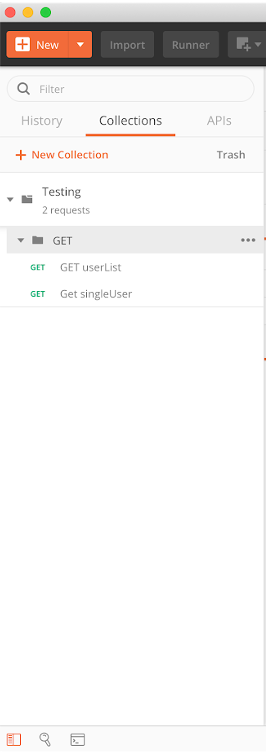 New Import Runner
Filter
History Collections APIs
New Collection Trash
Testing
2 requests
GET
GET GET userList
GET Get singleUser